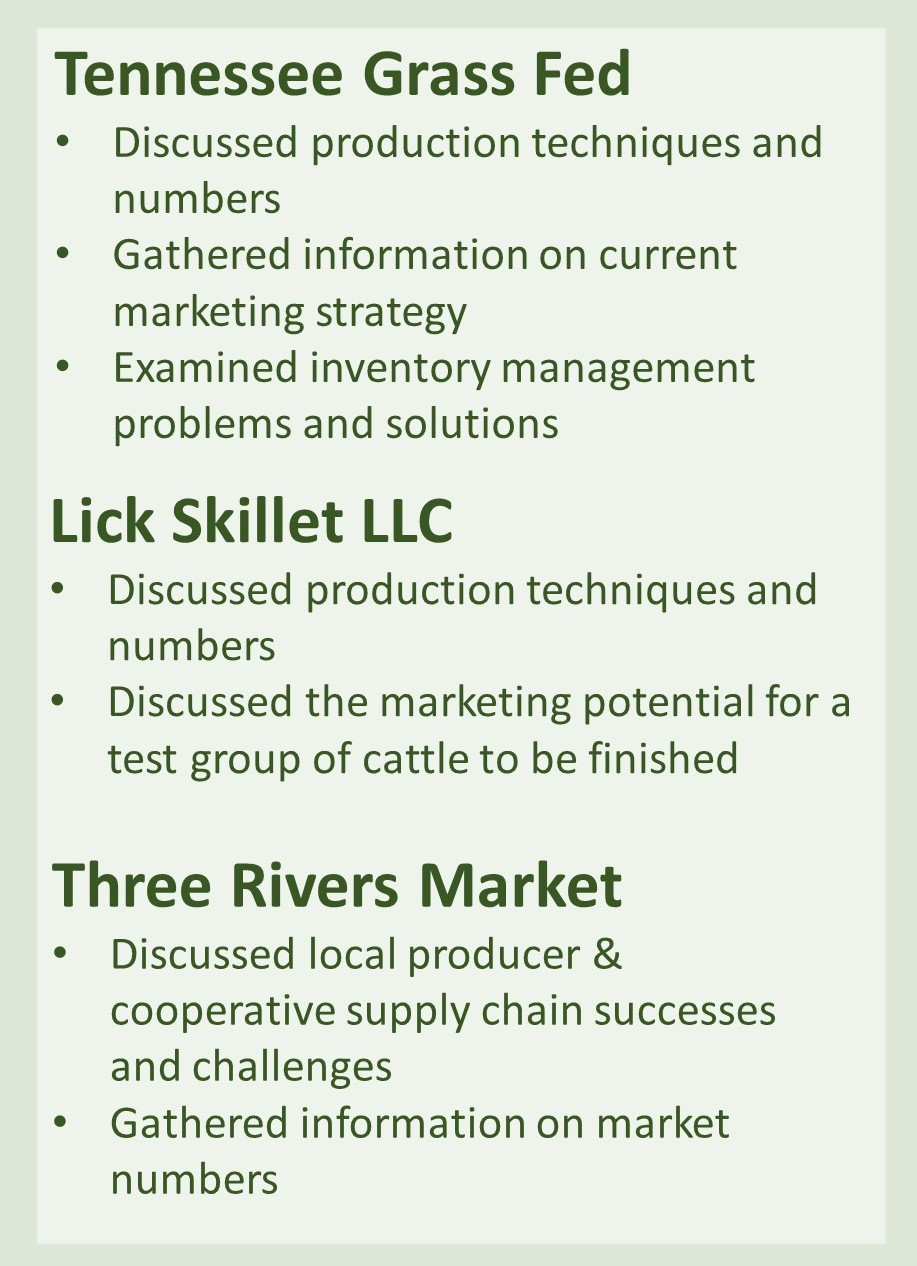 Tennessee Grass Fed
• Discussed production techniques and
numbers
• Gathered information on current
marketing strategy
• Examined inventory management
problems and solutions
Lick Skillet LLC
• Discussed production techniques and
numbers
• Discussed the marketing potential for a
test group of cattle to be finished
Three Rivers Market
• Discussed local producer &
cooperative supply chain successes
and challenges
• Gathered information on market
numbers